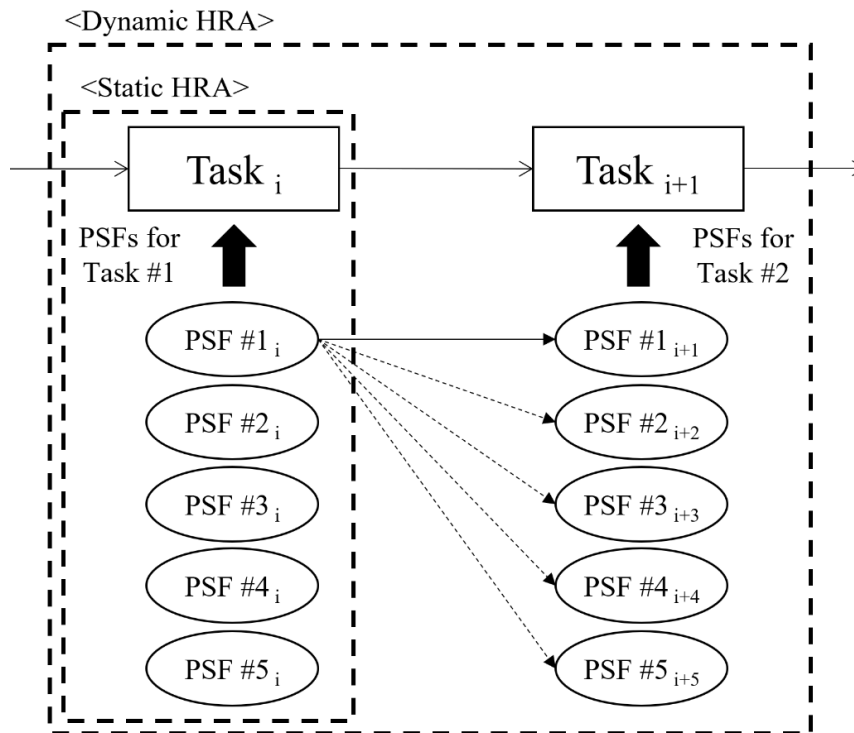 <Dynamic HRA>
<Static HRA>
Task i
Task i+1
PSFs for
Task #1
PSFs for
Task #2
PSF #1 i
PSF #1 i+1
PSF #2 i
PSF #2 i+2
PSF #3 i
PSF #3 i+3
PSF #4 i
PSF #4 i+4
PSF #5 i
PSF #5 i+5